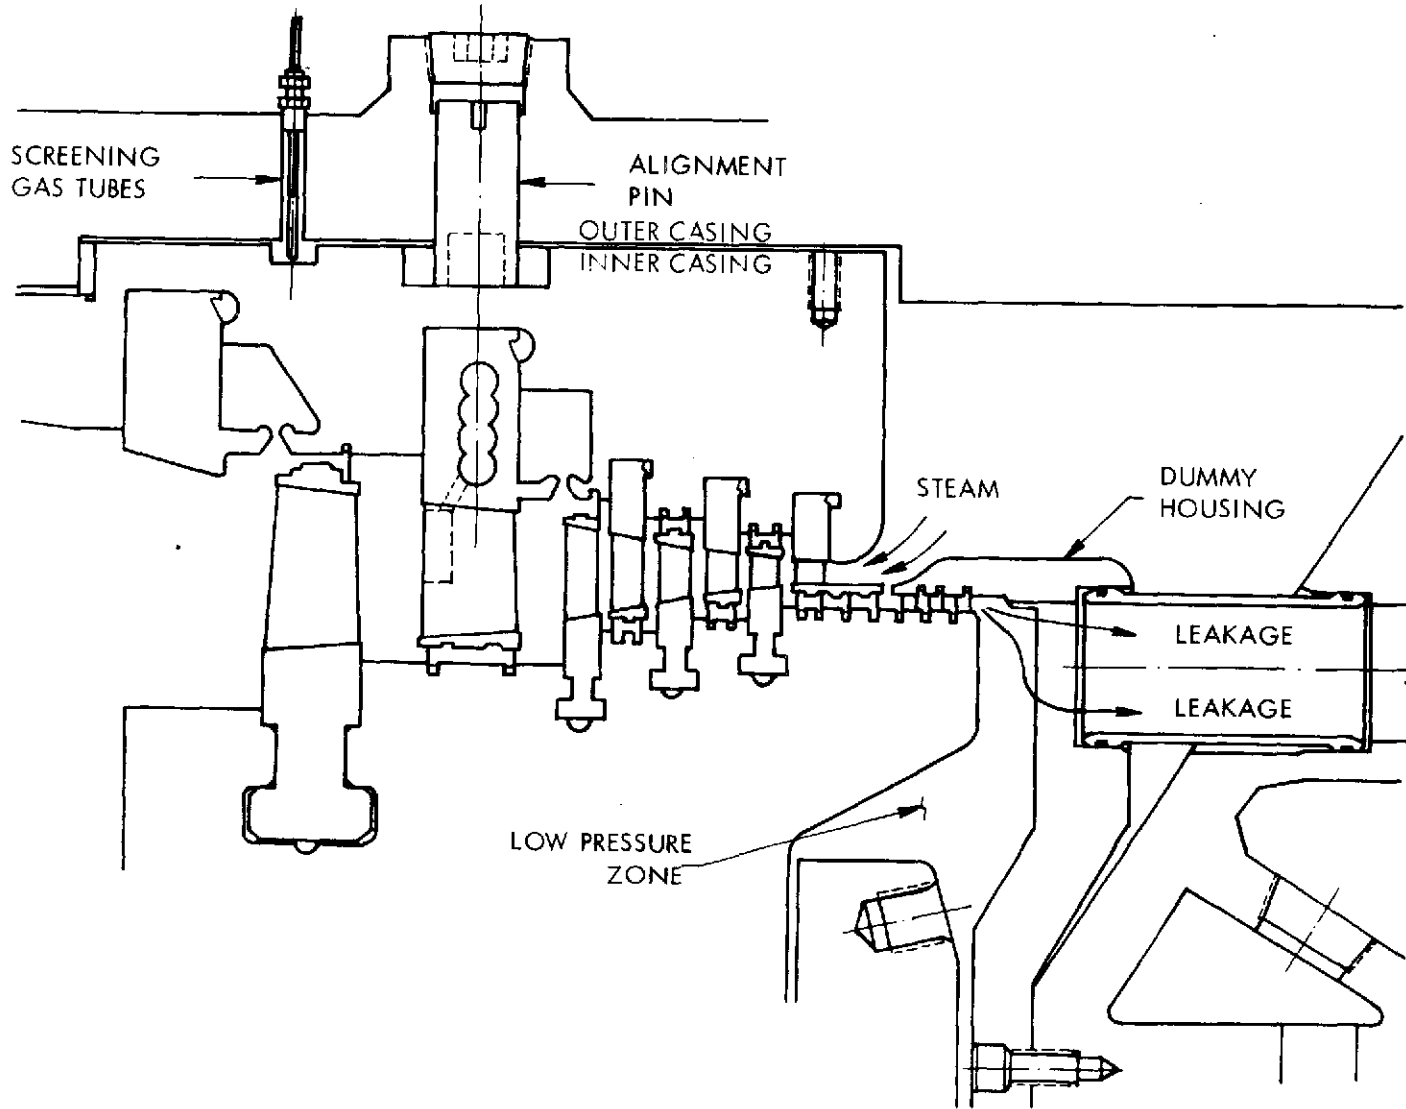 SCREENING
GAS TUBES
ALIGNMENT
PIN
OUTER CASING
INNER CASING
STEAM
DUMMY
HOUSING
LEAKAGE
LEAKAGE
LOW PRESSURE
ZONE